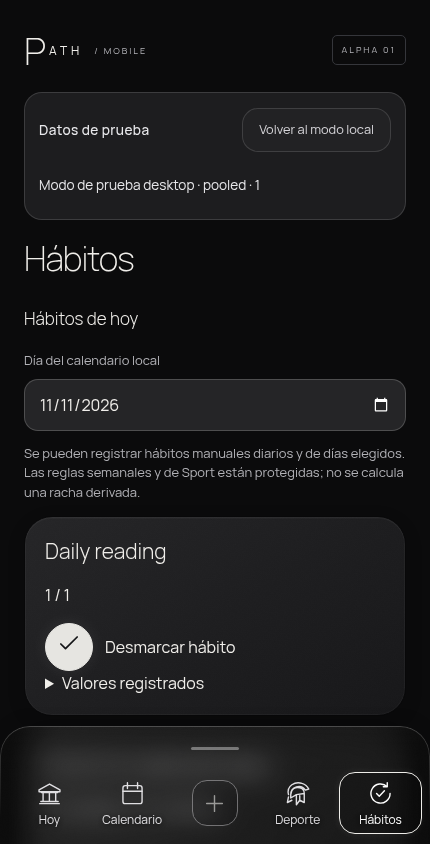 PATH / MOBILE
ALPHA 01
Datos de prueba
Volver al modo local
Modo de prueba desktop · pooled · 1
Hábitos
Hábitos de hoy
Día del calendario local
11/11/2026
Se pueden registrar hábitos manuales diarios y de días elegidos.
Las reglas semanales y de Sport están protegidas; no se calcula
una racha derivada.
Daily reading
1 / 1
Desmarcar hábito
Valores registrados
Hoy
Calendario
Deporte
Hábitos